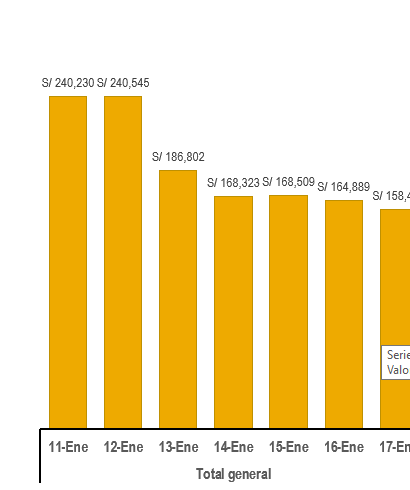 S/ 240,230 S/ 240,545
S/ 186,802
S/ 168,323 S/ 168,509 S/ 164,889
11-Ene 12-Ene 13-Ene 14-Ene 15-Ene 16-Ene
Total general